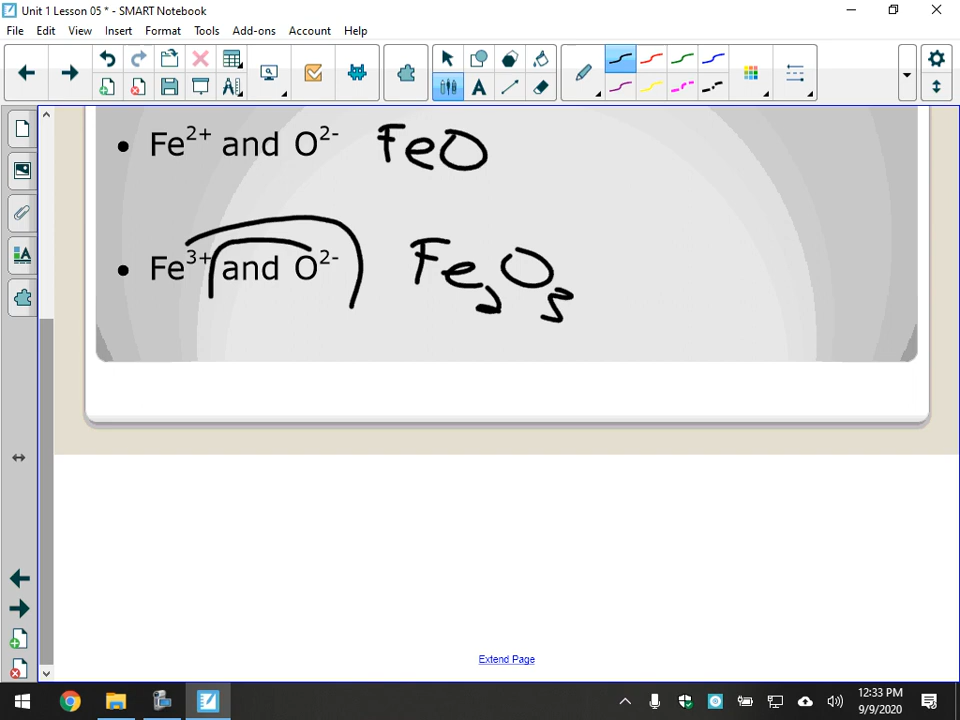 Unit 1 Lesson 05 * - SMART Notebook
File Edit View Insert Format Tools Add-ons Account Help
• Fe²⁺ and O²⁻ FeO
• Fe³⁺ and O²⁻ Fe₂O₃
Extend Page
12:33 PM
9/9/2020